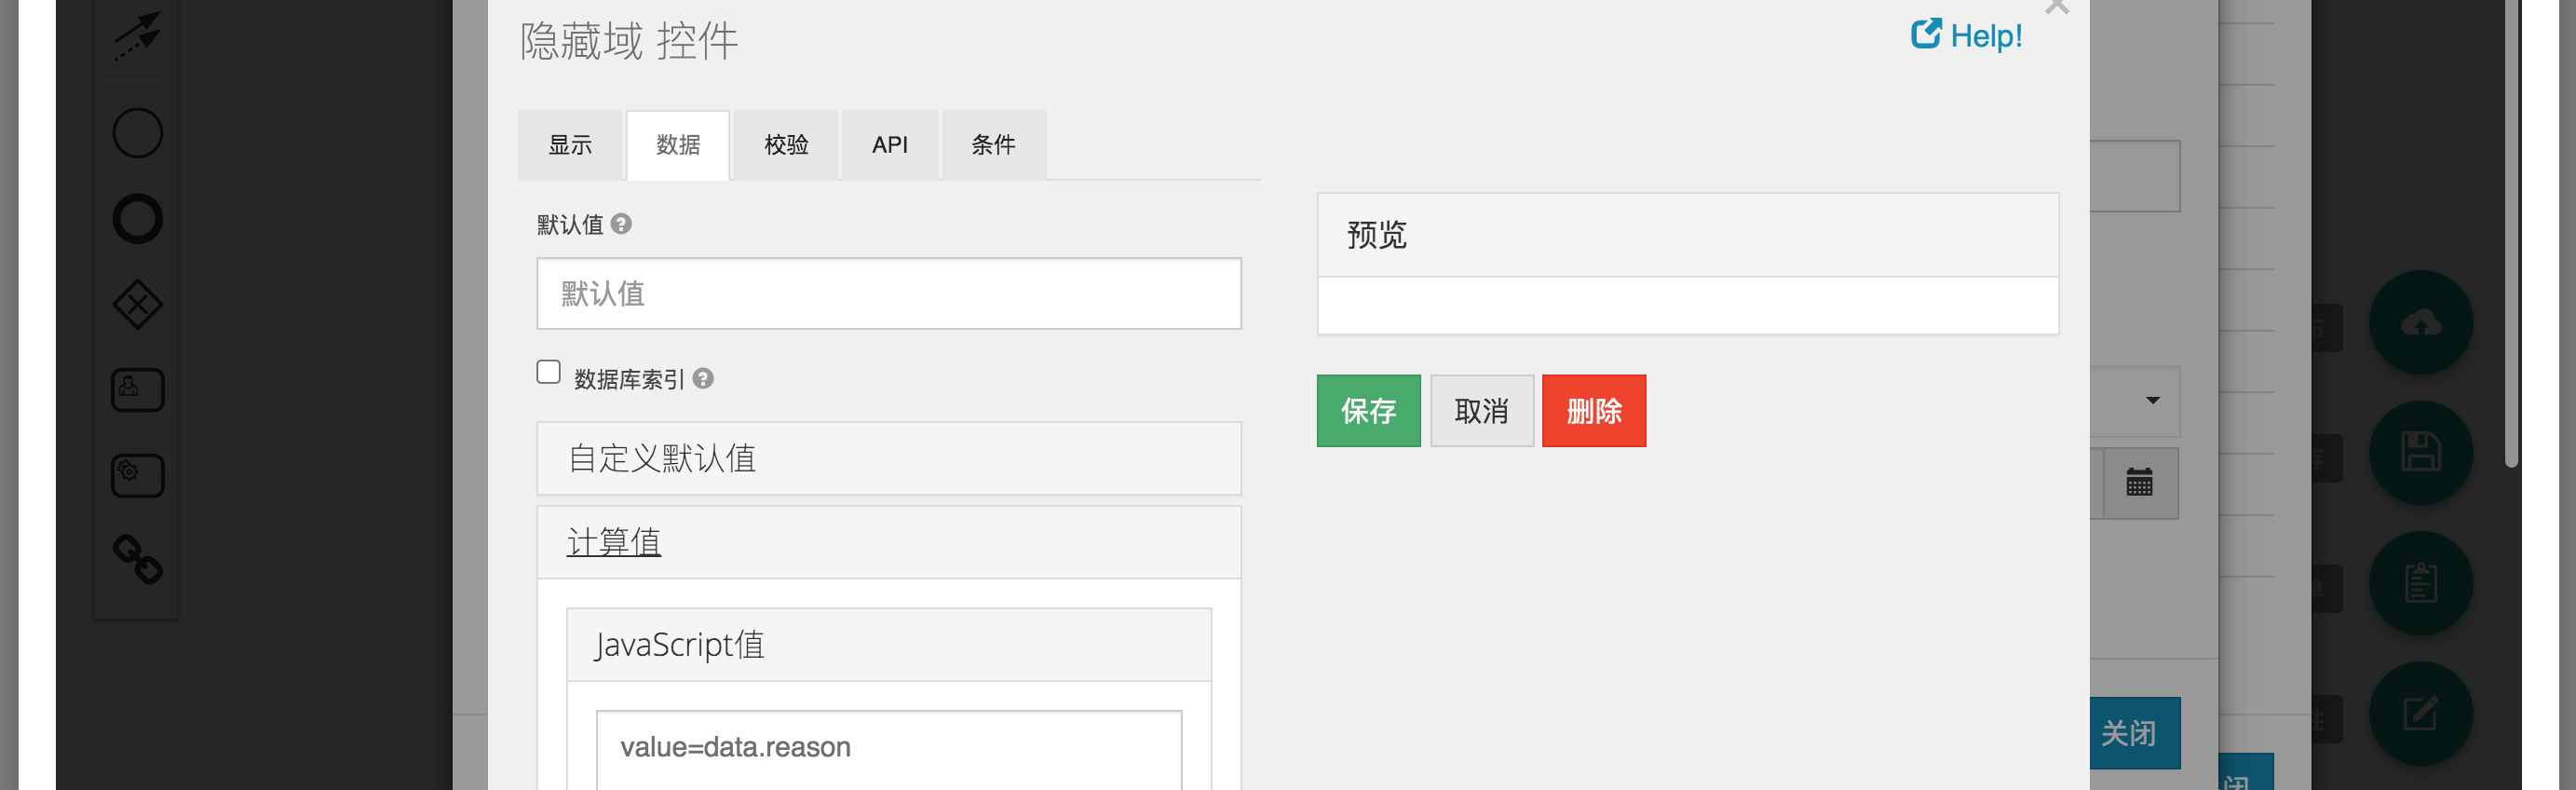 隐藏域 控件
Help!
显示
数据
校验
API
条件
默认值
默认值
数据库索引
自定义默认值
计算值
JavaScript值
value=data.reason
预览
保存
取消
删除
关闭
闭